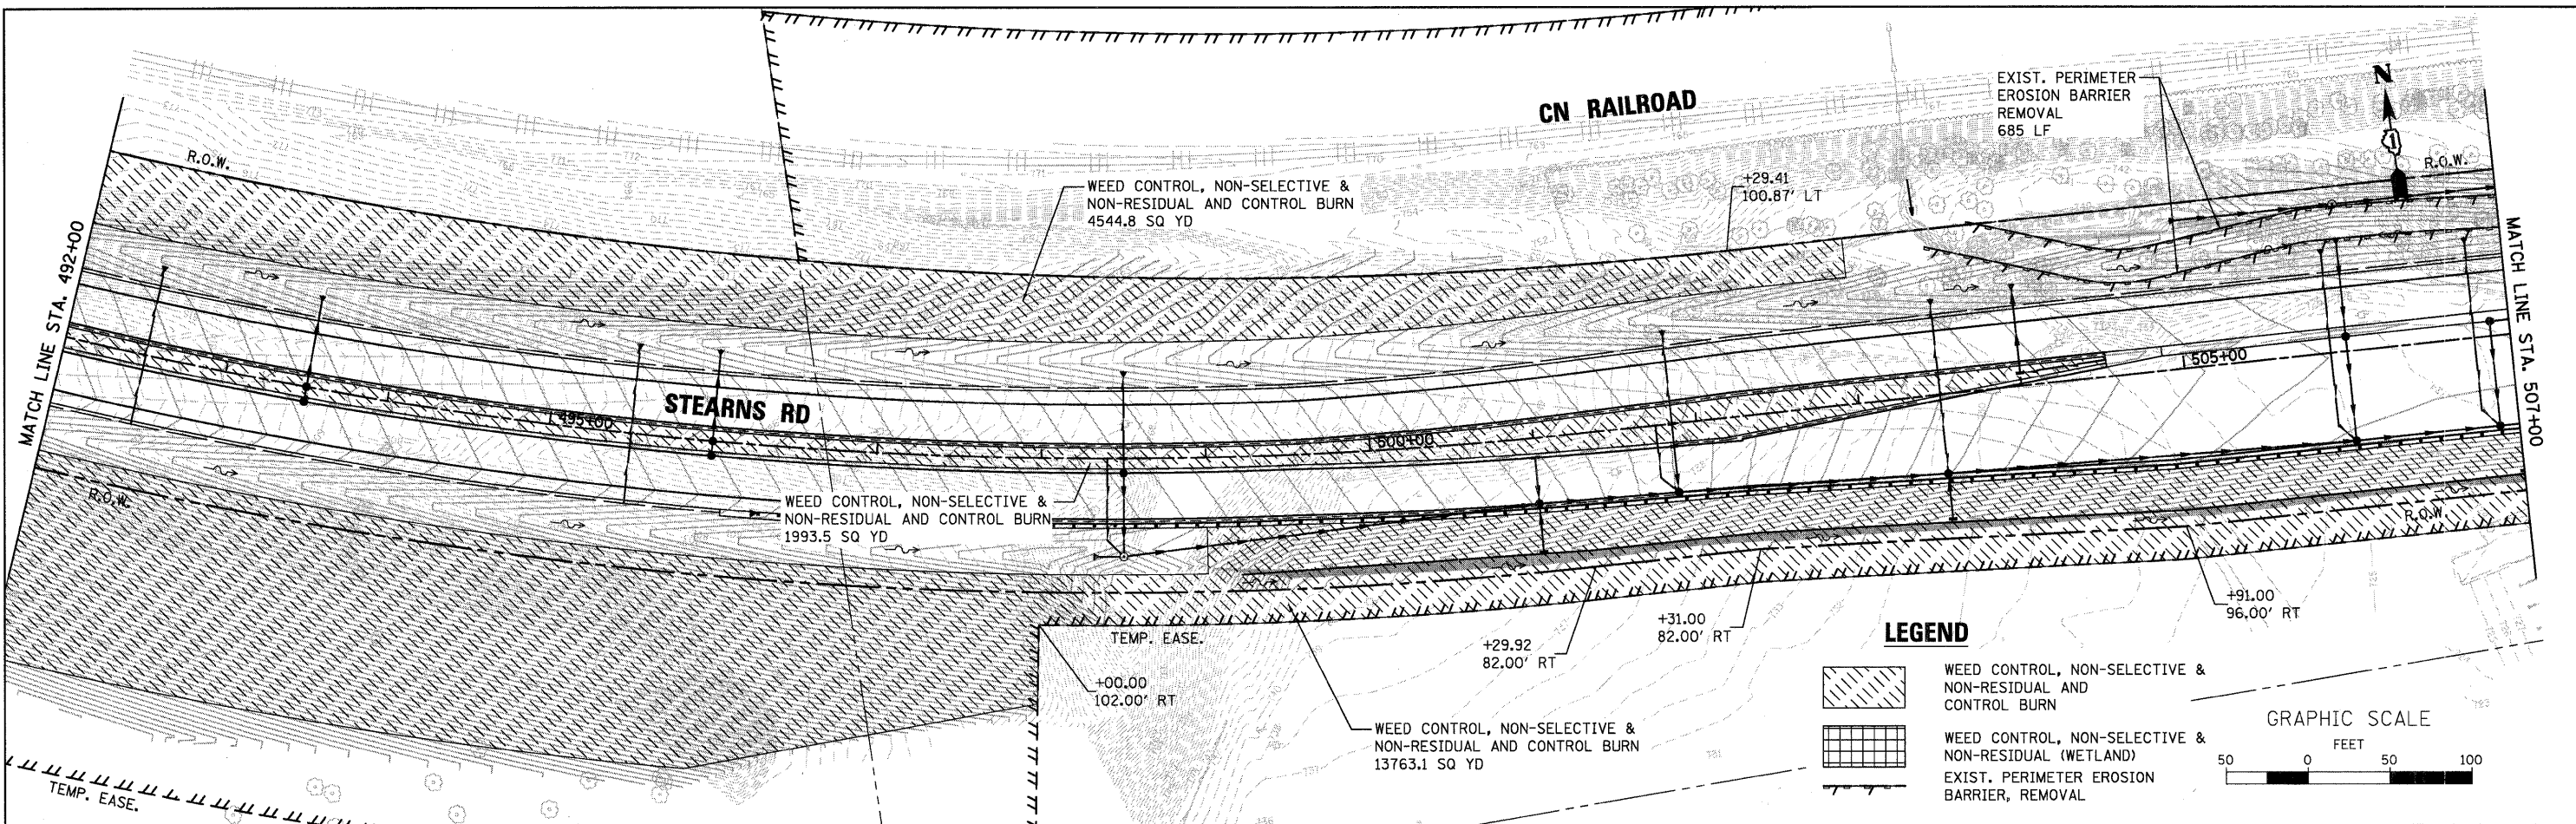 CN RAILROAD
EXIST. PERIMETER
EROSION BARRIER
REMOVAL
685 LF
N
1
R.O.W.
R.O.W.
WEED CONTROL, NON-SELECTIVE &
NON-RESIDUAL AND CONTROL BURN
4544.8 SQ YD
+29.41
100.87' LT
MATCH LINE STA. 492+00
MATCH LINE STA. 507+00
STEARNS RD
495+00
500+00
505+00
R.O.W.
WEED CONTROL, NON-SELECTIVE &
NON-RESIDUAL AND CONTROL BURN
1993.5 SQ YD
R.O.W.
TEMP. EASE.
+00.00
102.00' RT
+29.92
82.00' RT
+31.00
82.00' RT
+91.00
96.00' RT
WEED CONTROL, NON-SELECTIVE &
NON-RESIDUAL AND CONTROL BURN
13763.1 SQ YD
TEMP. EASE.
LEGEND
WEED CONTROL, NON-SELECTIVE &
NON-RESIDUAL AND
CONTROL BURN
WEED CONTROL, NON-SELECTIVE &
NON-RESIDUAL (WETLAND)
EXIST. PERIMETER EROSION
BARRIER, REMOVAL
GRAPHIC SCALE
FEET
50 0 50 100